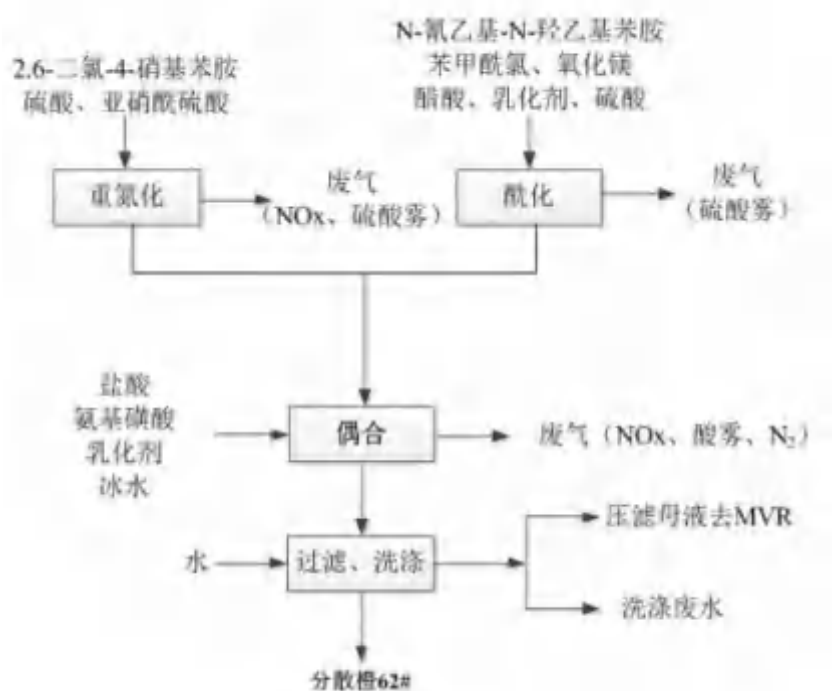 N-氰乙基-N-羟乙基苯胺
苯甲酰氯、氧化镁
醋酸、乳化剂、硫酸
2.6-二氯-4-硝基苯胺
硫酸、亚硝酰硫酸
重氮化
废气
（NOx、硫酸雾）
酰化
废气
（硫酸雾）
盐酸
氨基磺酸
乳化剂
冰水
偶合
废气（NOx、酸雾、N₂）
水
过滤、洗涤
压滤母液去MVR
洗涤废水
分散橙62#